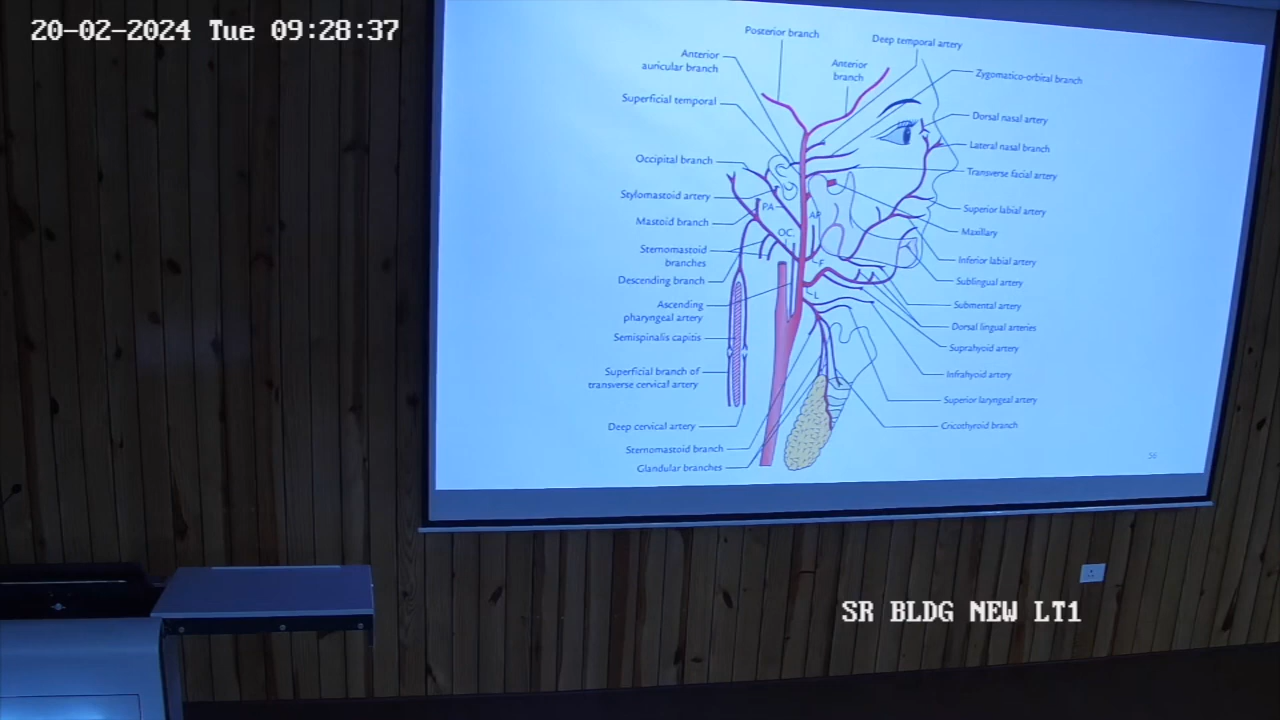 20-02-2024 Tue 09:28:37
Posterior branch
Deep temporal artery
Anterior
auricular branch
Anterior
branch
Zygomatico-orbital branch
Superficial temporal
Dorsal nasal artery
Lateral nasal branch
Occipital branch
Transverse facial artery
Stylomastoid artery
PA
AP
Superior labial artery
Mastoid branch
OC.
Maxillary
Sternomastoid
branches
F
Inferior labial artery
Descending branch
Sublingual artery
L
Ascending
pharyngeal artery
Submental artery
Dorsal lingual arteries
Semispinalis capitis
Suprahyoid artery
Superficial branch of
transverse cervical artery
Infrahyoid artery
Superior laryngeal artery
Deep cervical artery
Cricothyroid branch
Sternomastoid branch
Glandular branches
56
SR BLDG NEW LT1